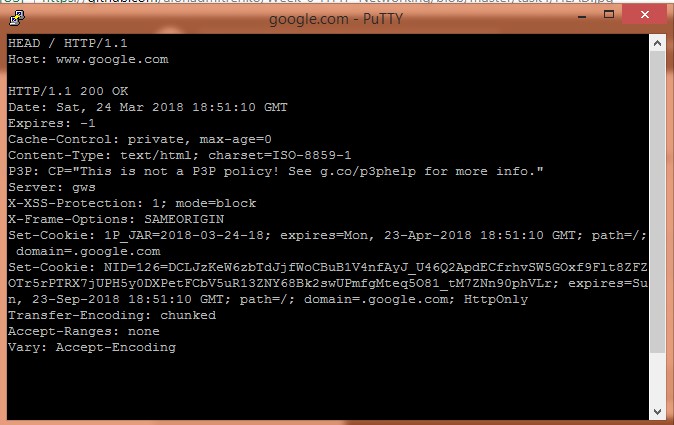 google.com - PuTTY
HEAD / HTTP/1.1
Host: www.google.com
HTTP/1.1 200 OK
Date: Sat, 24 Mar 2018 18:51:10 GMT
Expires: -1
Cache-Control: private, max-age=0
Content-Type: text/html; charset=ISO-8859-1
P3P: CP="This is not a P3P policy! See g.co/p3phelp for more info."
Server: gws
X-XSS-Protection: 1; mode=block
X-Frame-Options: SAMEORIGIN
Set-Cookie: 1P_JAR=2018-03-24-18; expires=Mon, 23-Apr-2018 18:51:10 GMT; path=/;
domain=.google.com
Set-Cookie: NID=126=DCLJzKeW6zbTdJjfWoCBuB1V4nfAyJ_U46Q2ApdECfrhvSW5GOxf9Flt8ZFZ
OTr5rPTRX7jUPH5y0DXPetFCbV5uR13ZNY68Bk2swUPmfgMteq5O81_tM7ZNn90phVLr; expires=Su
n, 23-Sep-2018 18:51:10 GMT; path=/; domain=.google.com; HttpOnly
Transfer-Encoding: chunked
Accept-Ranges: none
Vary: Accept-Encoding